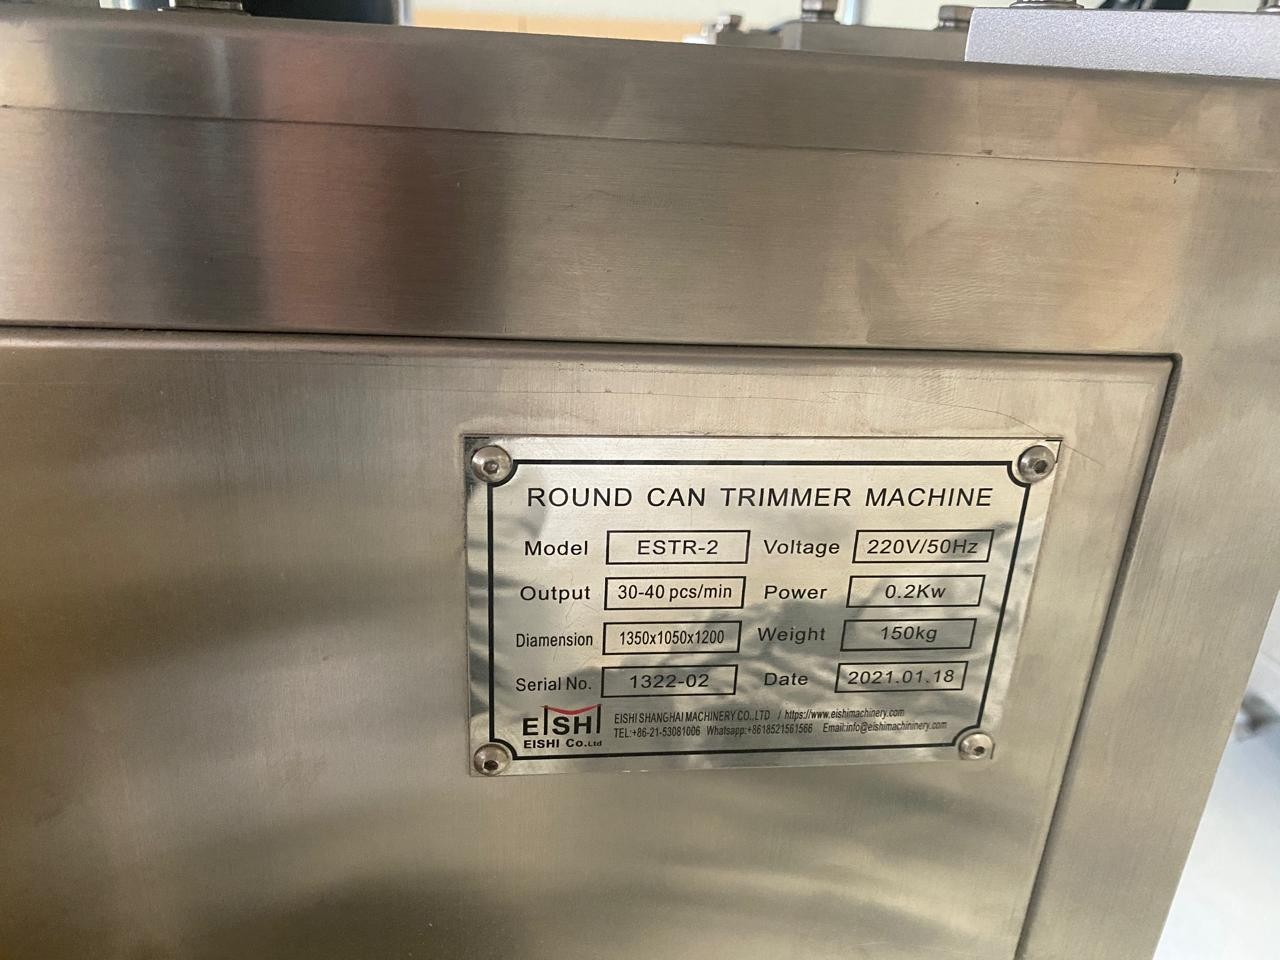 ROUND CAN TRIMMER MACHINE
Model ESTR-2 Voltage 220V/50Hz
Output 30-40 pcs/min Power 0.2Kw
Diamension 1350x1050x1200 Weight 150kg
Serial No. 1322-02 Date 2021.01.18
EISHI
EISHI Co.Ltd
EISHI SHANGHAI MACHINERY CO.,LTD / https://www.eishimachinery.com
TEL:+86-21-53081006 Whatsapp:+8618521561566 Email:info@eishimachininery.com